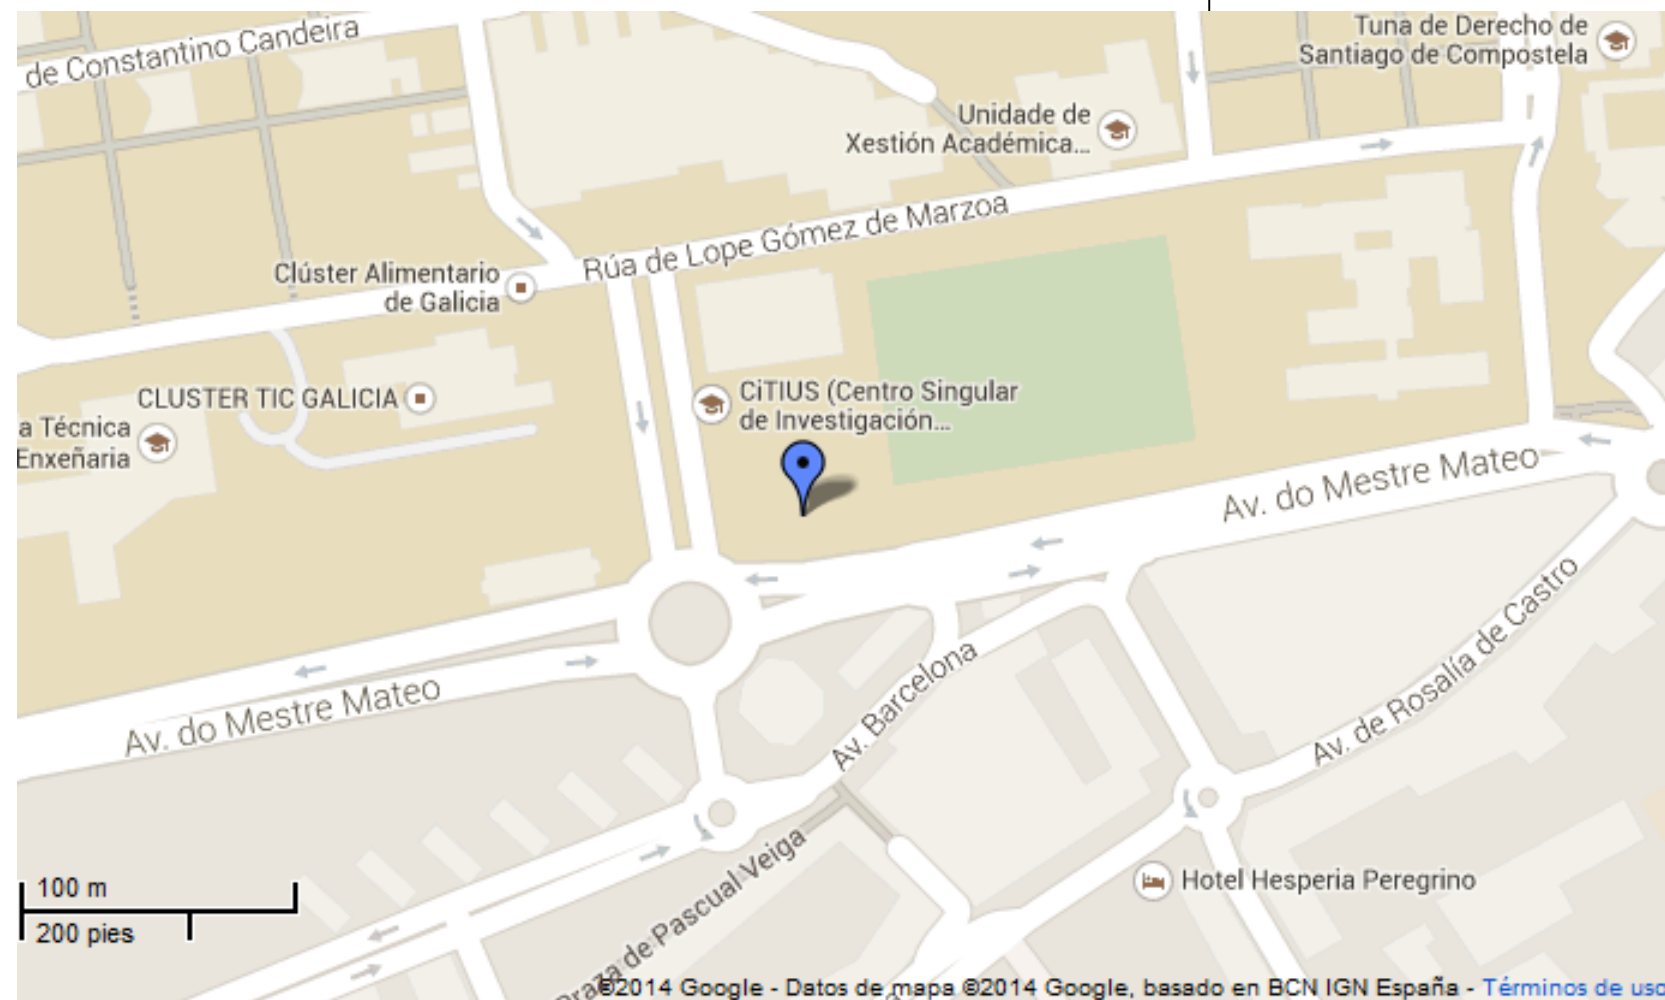 de Constantino Candeira
Tuna de Derecho de
Santiago de Compostela
Unidade de
Xestión Académica...
Rúa de Lope Gómez de Marzoa
Clúster Alimentario
de Galicia
CLUSTER TIC GALICIA
CiTIUS (Centro Singular
de Investigación...
a Técnica
Enxeñaria
Av. do Mestre Mateo
Av. do Mestre Mateo
Av. Barcelona
Av. de Rosalía de Castro
Praza de Pascual Veiga
Hotel Hesperia Peregrino
100 m
200 pies
©2014 Google - Datos de mapa ©2014 Google, basado en BCN IGN España - Términos de uso